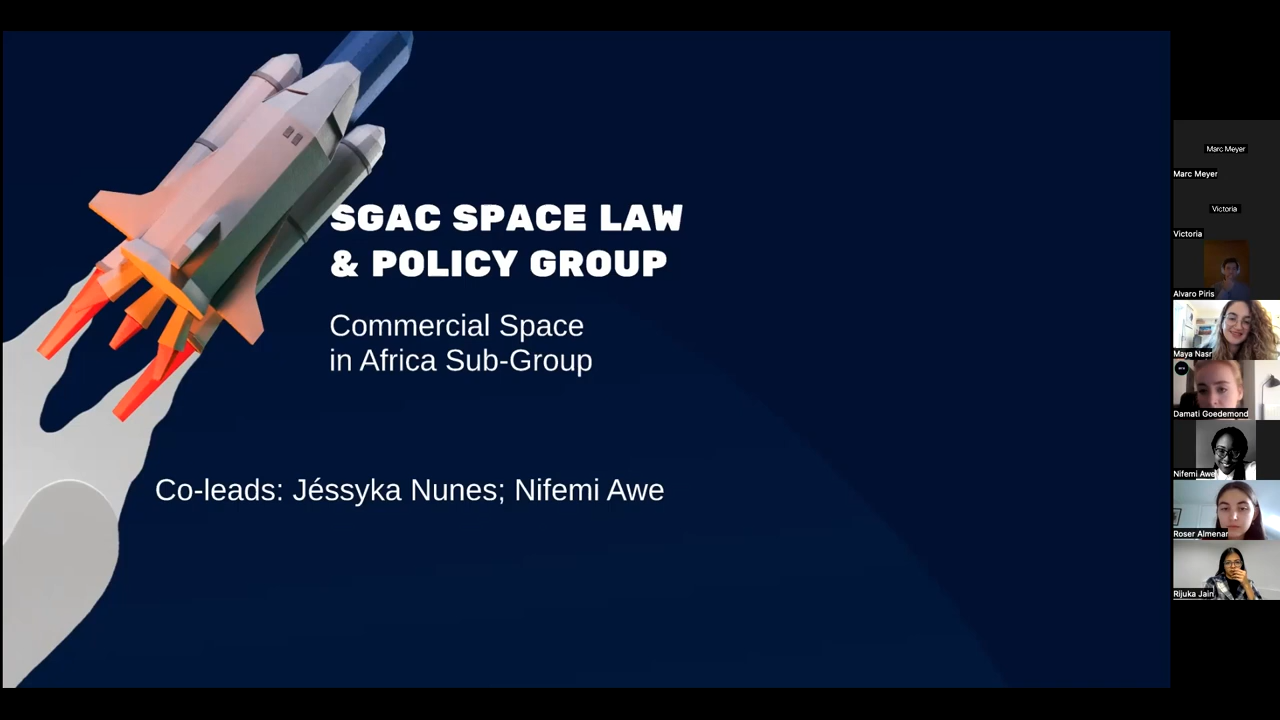 SGAC SPACE LAW
& POLICY GROUP
Commercial Space
in Africa Sub-Group
Co-leads: Jéssyka Nunes; Nifemi Awe
Marc Meyer
Marc Meyer
Victoria
Victoria
Alvaro Piris
Maya Nasr
Damati Goedemond
Nifemi Awe
Roser Almenar
Rijuka Jain